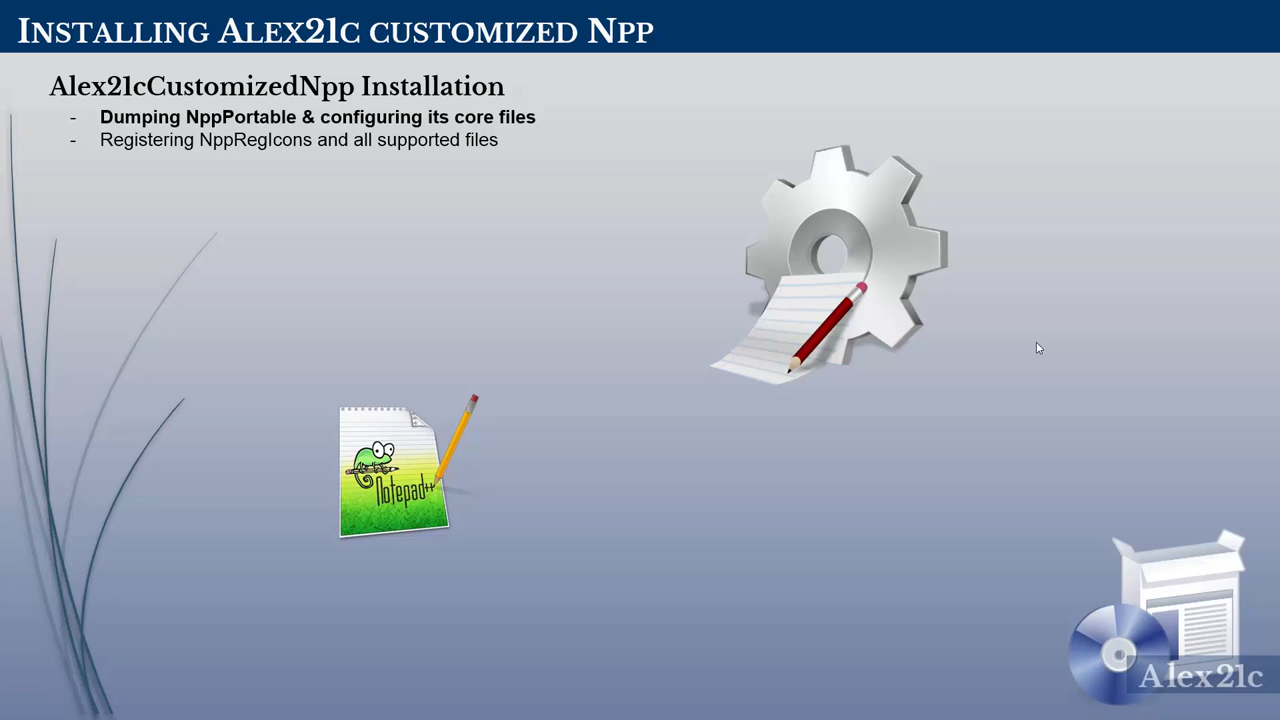 INSTALLING ALEX21C CUSTOMIZED NPP
Alex21cCustomizedNpp Installation
- Dumping NppPortable & configuring its core files
- Registering NppRegIcons and all supported files
Notepad++
Alex21c